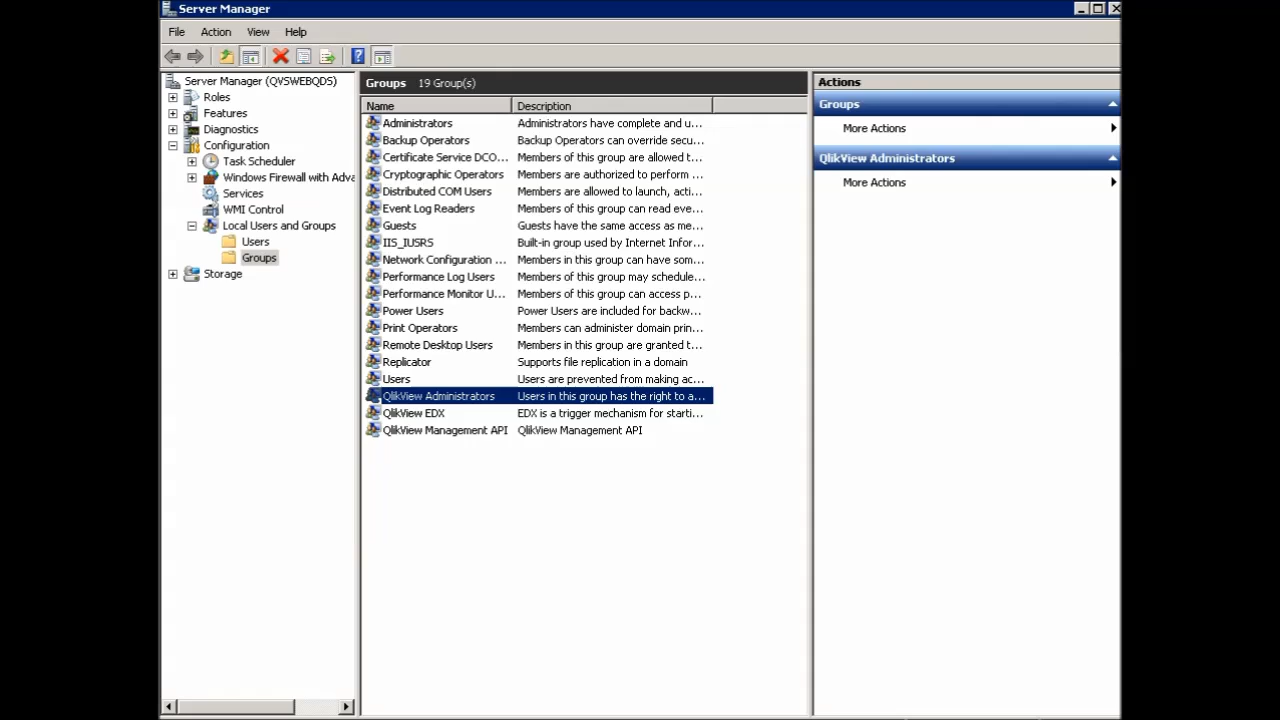 Server Manager
File Action View Help
Server Manager (QVSWEBQDS)
Roles
Features
Diagnostics
Configuration
Task Scheduler
Windows Firewall with Adva
Services
WMI Control
Local Users and Groups
Users
Groups
Storage
Groups 19 Group(s)
Name Description
Administrators Administrators have complete and u...
Backup Operators Backup Operators can override secu...
Certificate Service DCO... Members of this group are allowed t...
Cryptographic Operators Members are authorized to perform ...
Distributed COM Users Members are allowed to launch, acti...
Event Log Readers Members of this group can read eve...
Guests Guests have the same access as me...
IIS_IUSRS Built-in group used by Internet Infor...
Network Configuration ... Members in this group can have som...
Performance Log Users Members of this group may schedule...
Performance Monitor U... Members of this group can access p...
Power Users Power Users are included for backw...
Print Operators Members can administer domain prin...
Remote Desktop Users Members in this group are granted t...
Replicator Supports file replication in a domain
Users Users are prevented from making ac...
QlikView Administrators Users in this group has the right to a...
QlikView EDX EDX is a trigger mechanism for starti...
QlikView Management API QlikView Management API
Actions
Groups
More Actions
QlikView Administrators
More Actions